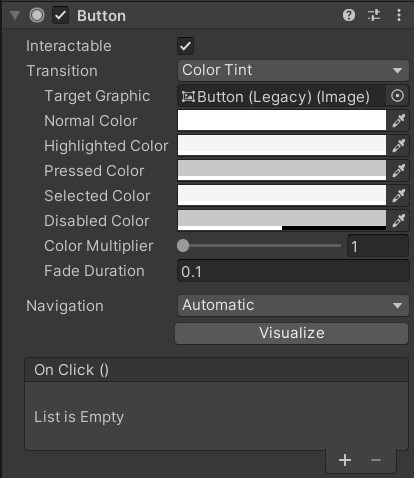 Button
Interactable
Transition Color Tint
Target Graphic Button (Legacy) (Image)
Normal Color
Highlighted Color
Pressed Color
Selected Color
Disabled Color
Color Multiplier 1
Fade Duration 0.1
Navigation Automatic
Visualize
On Click ()
List is Empty